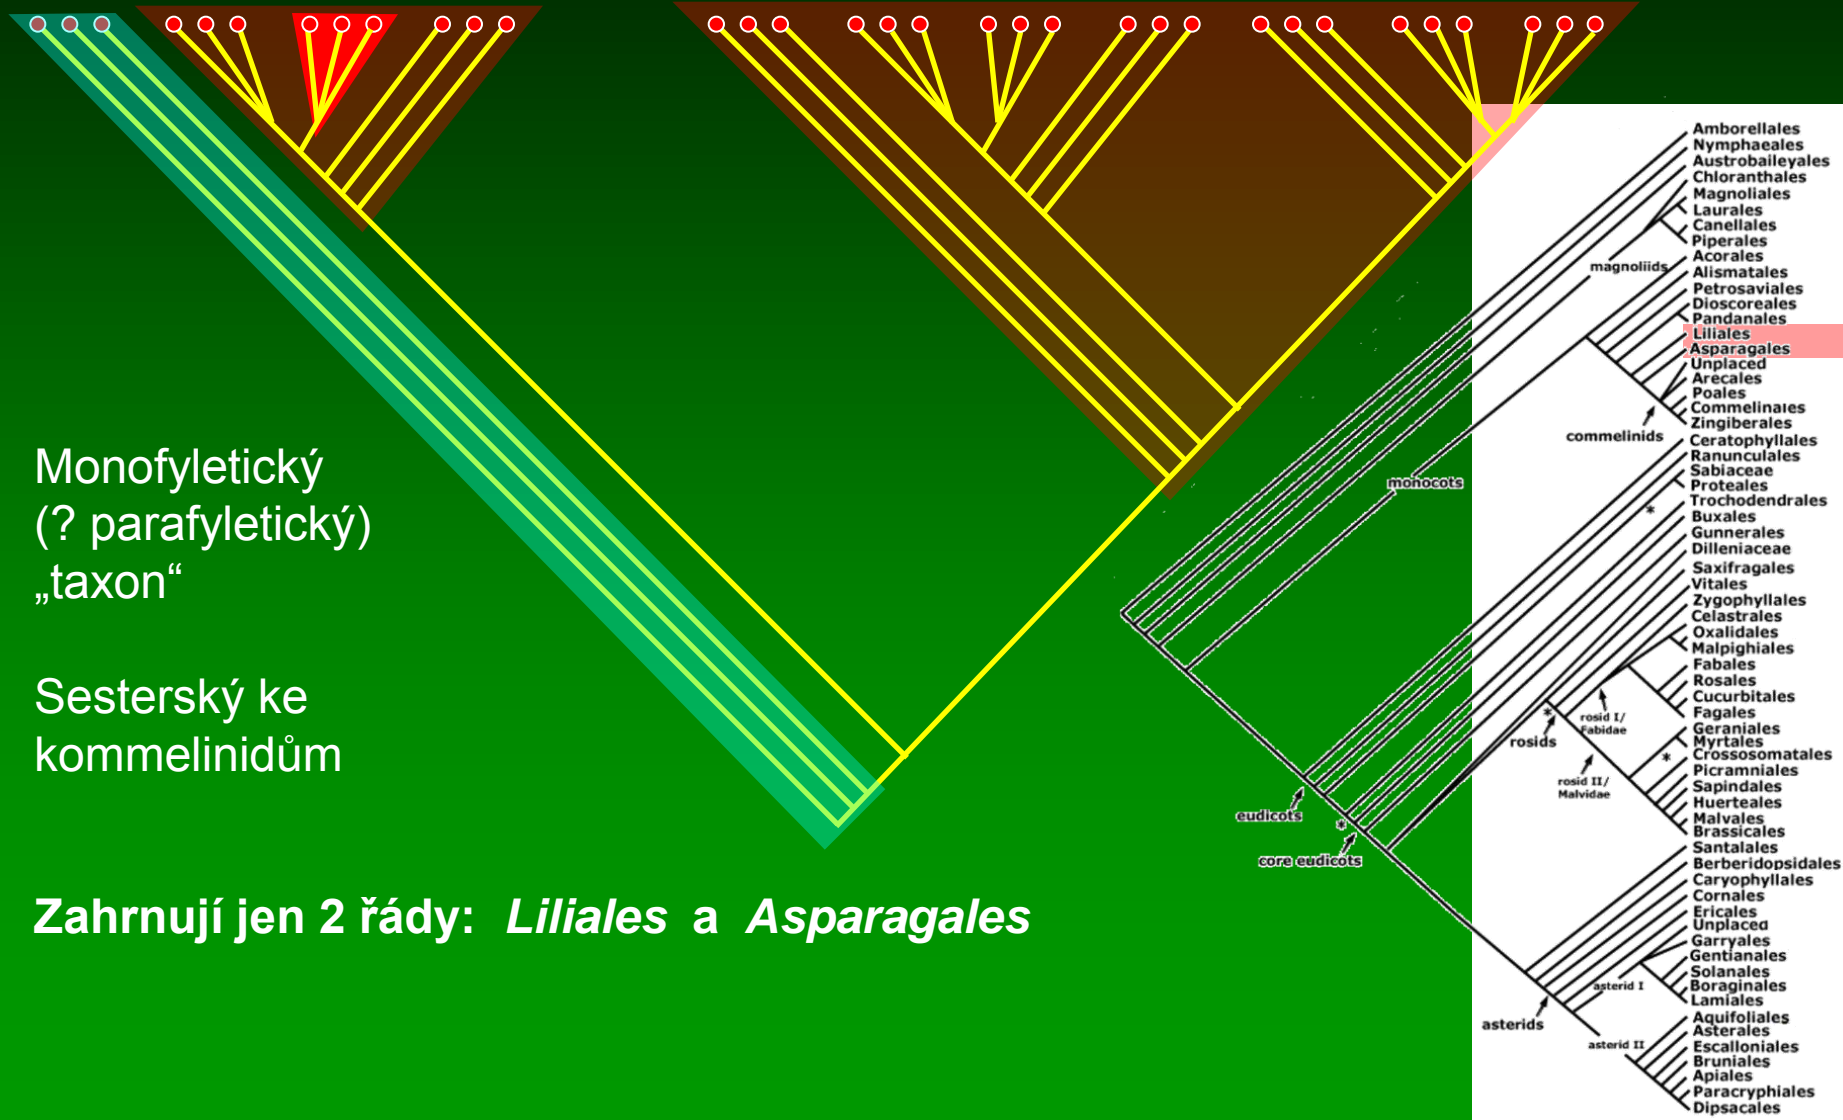 Monofyletický
(? parafyletický)
„taxon“
Sesterský ke
kommelinidům
Zahrnují jen 2 řády: Liliales a Asparagales
Amborellales
Nymphaeales
Austrobaileyales
Chloranthales
Magnoliales
Laurales
Canellales
Piperales
magnoliids
Acorales
Alismatales
Petrosaviales
Dioscoreales
Pandanales
Liliales
Asparagales
Unplaced
Arecales
Poales
Commelinales
Zingiberales
commelinids
monocots
Ceratophyllales
Ranunculales
Sabiaceae
Proteales
Trochodendrales
*
Buxales
Gunnerales
Dilleniaceae
Saxifragales
Vitales
Zygophyllales
Celastrales
Oxalidales
Malpighiales
Fabales
Rosales
Cucurbitales
Fagales
rosid I/
Fabidae
*
rosids
Geraniales
Myrtales
Crossosomatales
*
Picramniales
Sapindales
Huerteales
Malvales
Brassicales
rosid II/
Malvidae
eudicots
*
core eudicots
Santalales
Berberidopsidales
Caryophyllales
Cornales
Ericales
Unplaced
Garryales
Gentianales
Solanales
Boraginales
Lamiales
asterid I
asterids
Aquifoliales
Asterales
Escalloniales
Bruniales
Apiales
Paracryphiales
Dipsacales
asterid II